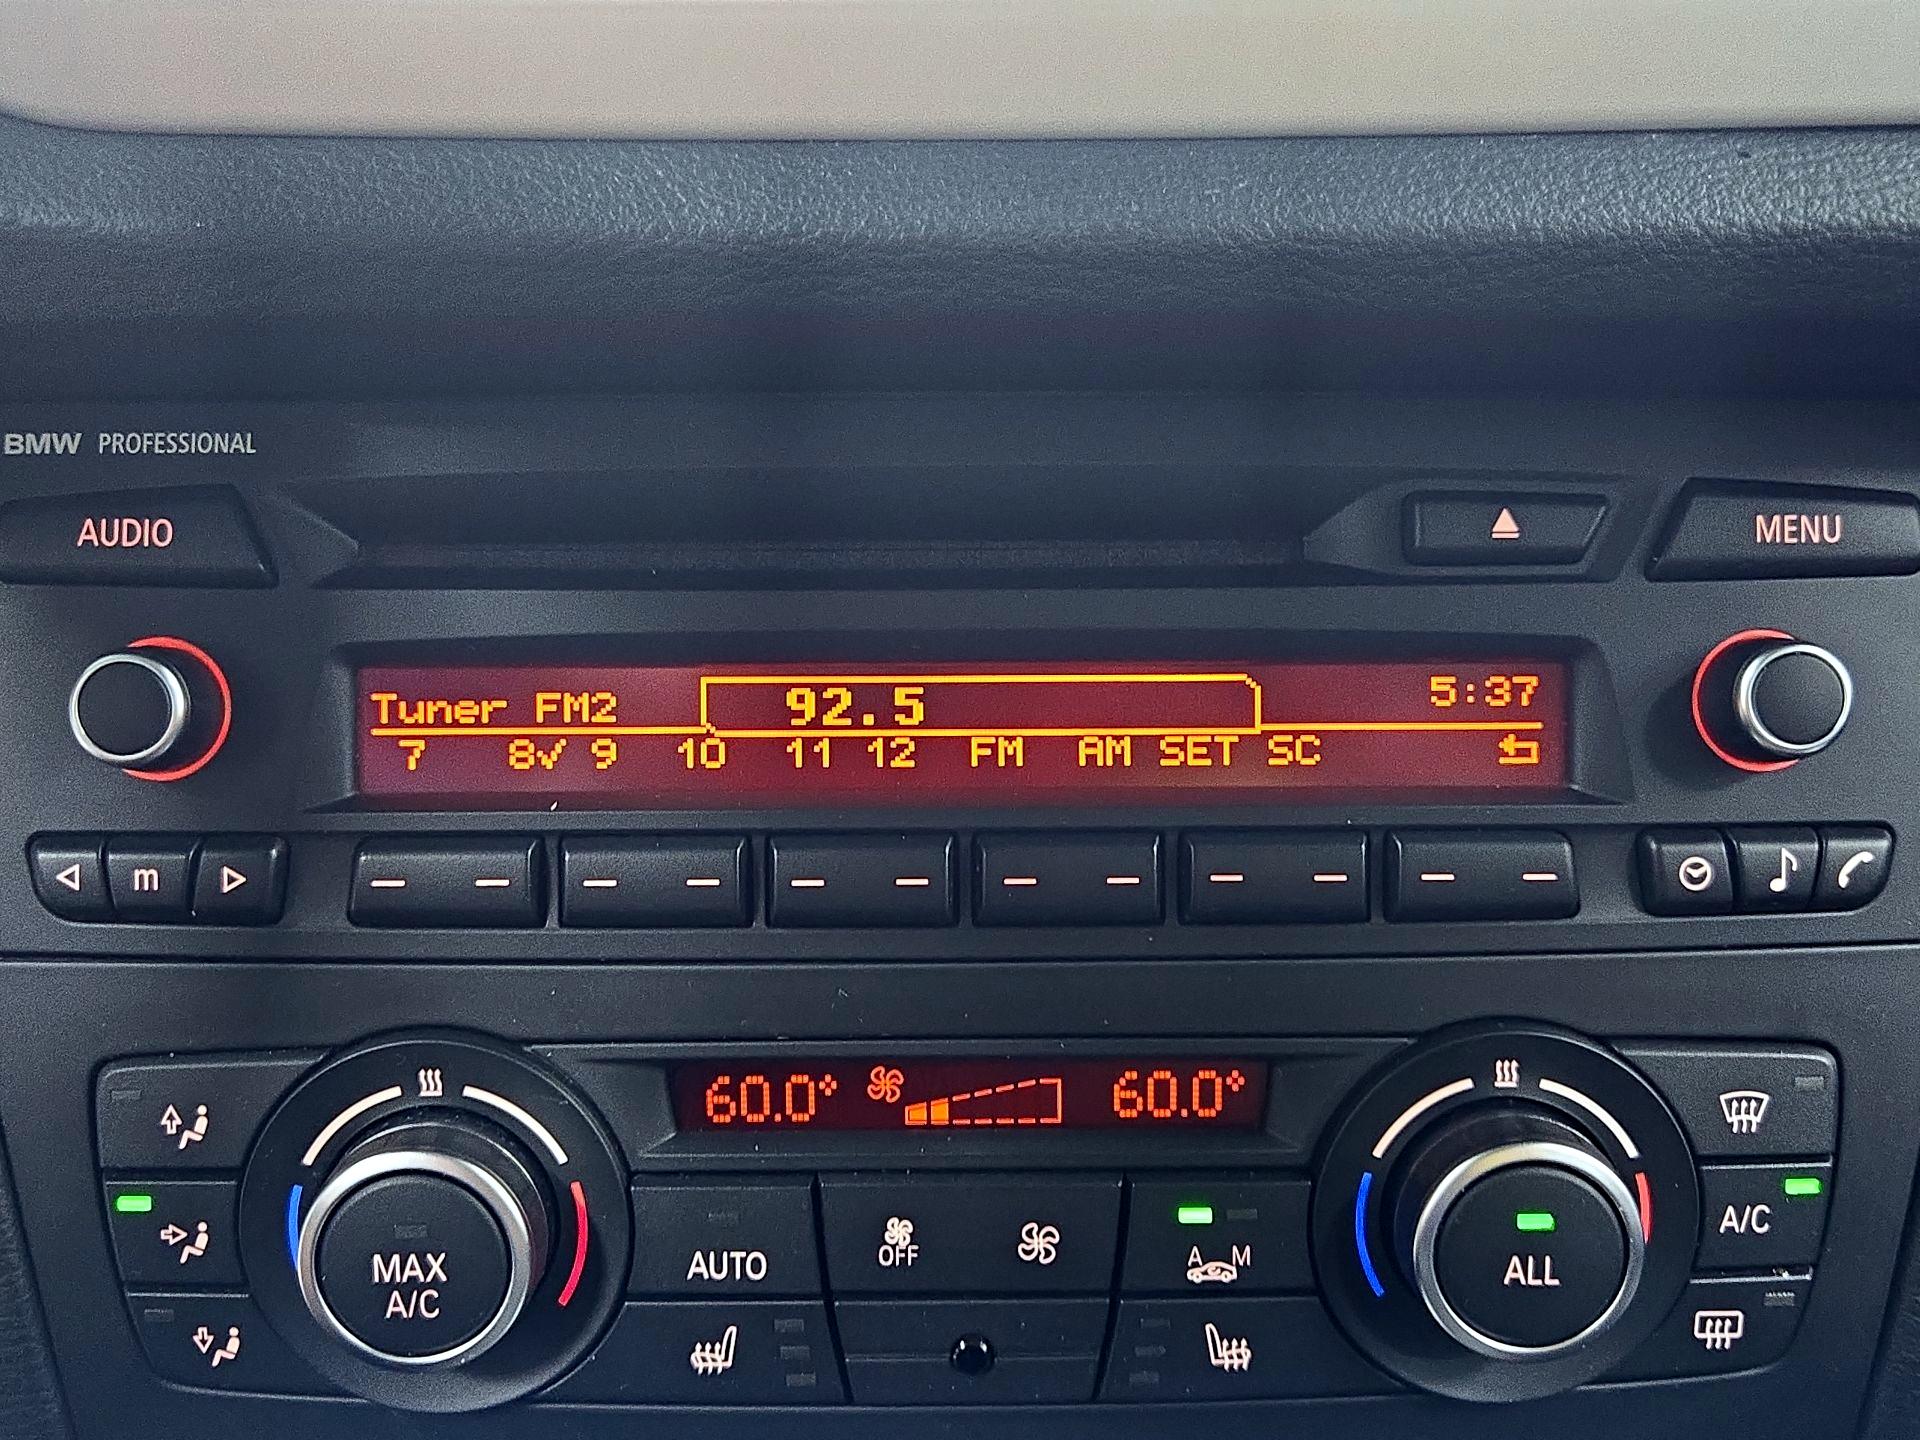 BMW PROFESSIONAL
AUDIO
MENU
Tuner FM2 92.5 5:37
7 8✓ 9 10 11 12 FM AM SET SC
m
60.0° 60.0°
MAX A/C
AUTO
OFF
A M
ALL
A/C